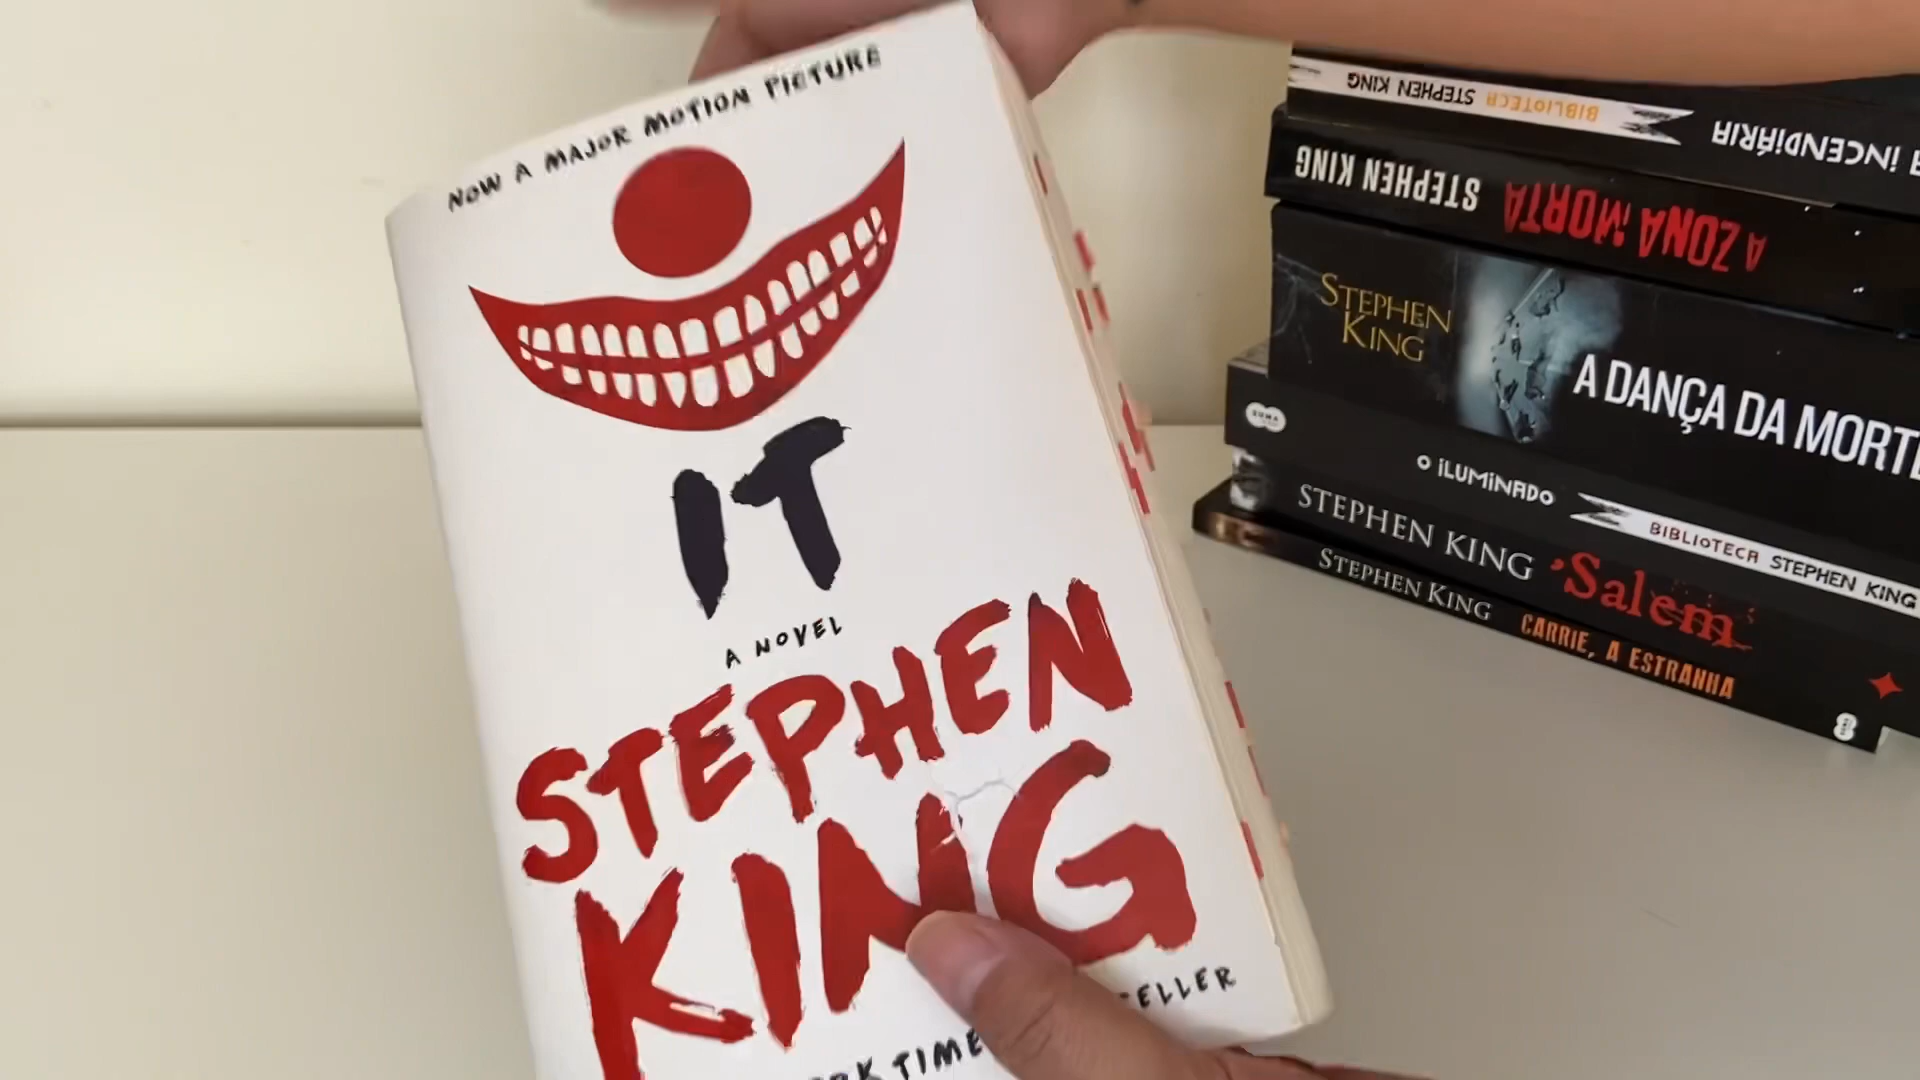 NOW A MAJOR MOTION PICTURE
IT
A NOVEL
STEPHEN
KING
STEPHEN KING BIBLIOTECA
STEPHEN KING A ZONA MORTA
STEPHEN
KING
A DANÇA DA MORTE
SUMA
O iLUMiNADO BIBLIOTECA STEPHEN KING
STEPHEN KING 'Salem
STEPHEN KING CARRIE, A ESTRANHA